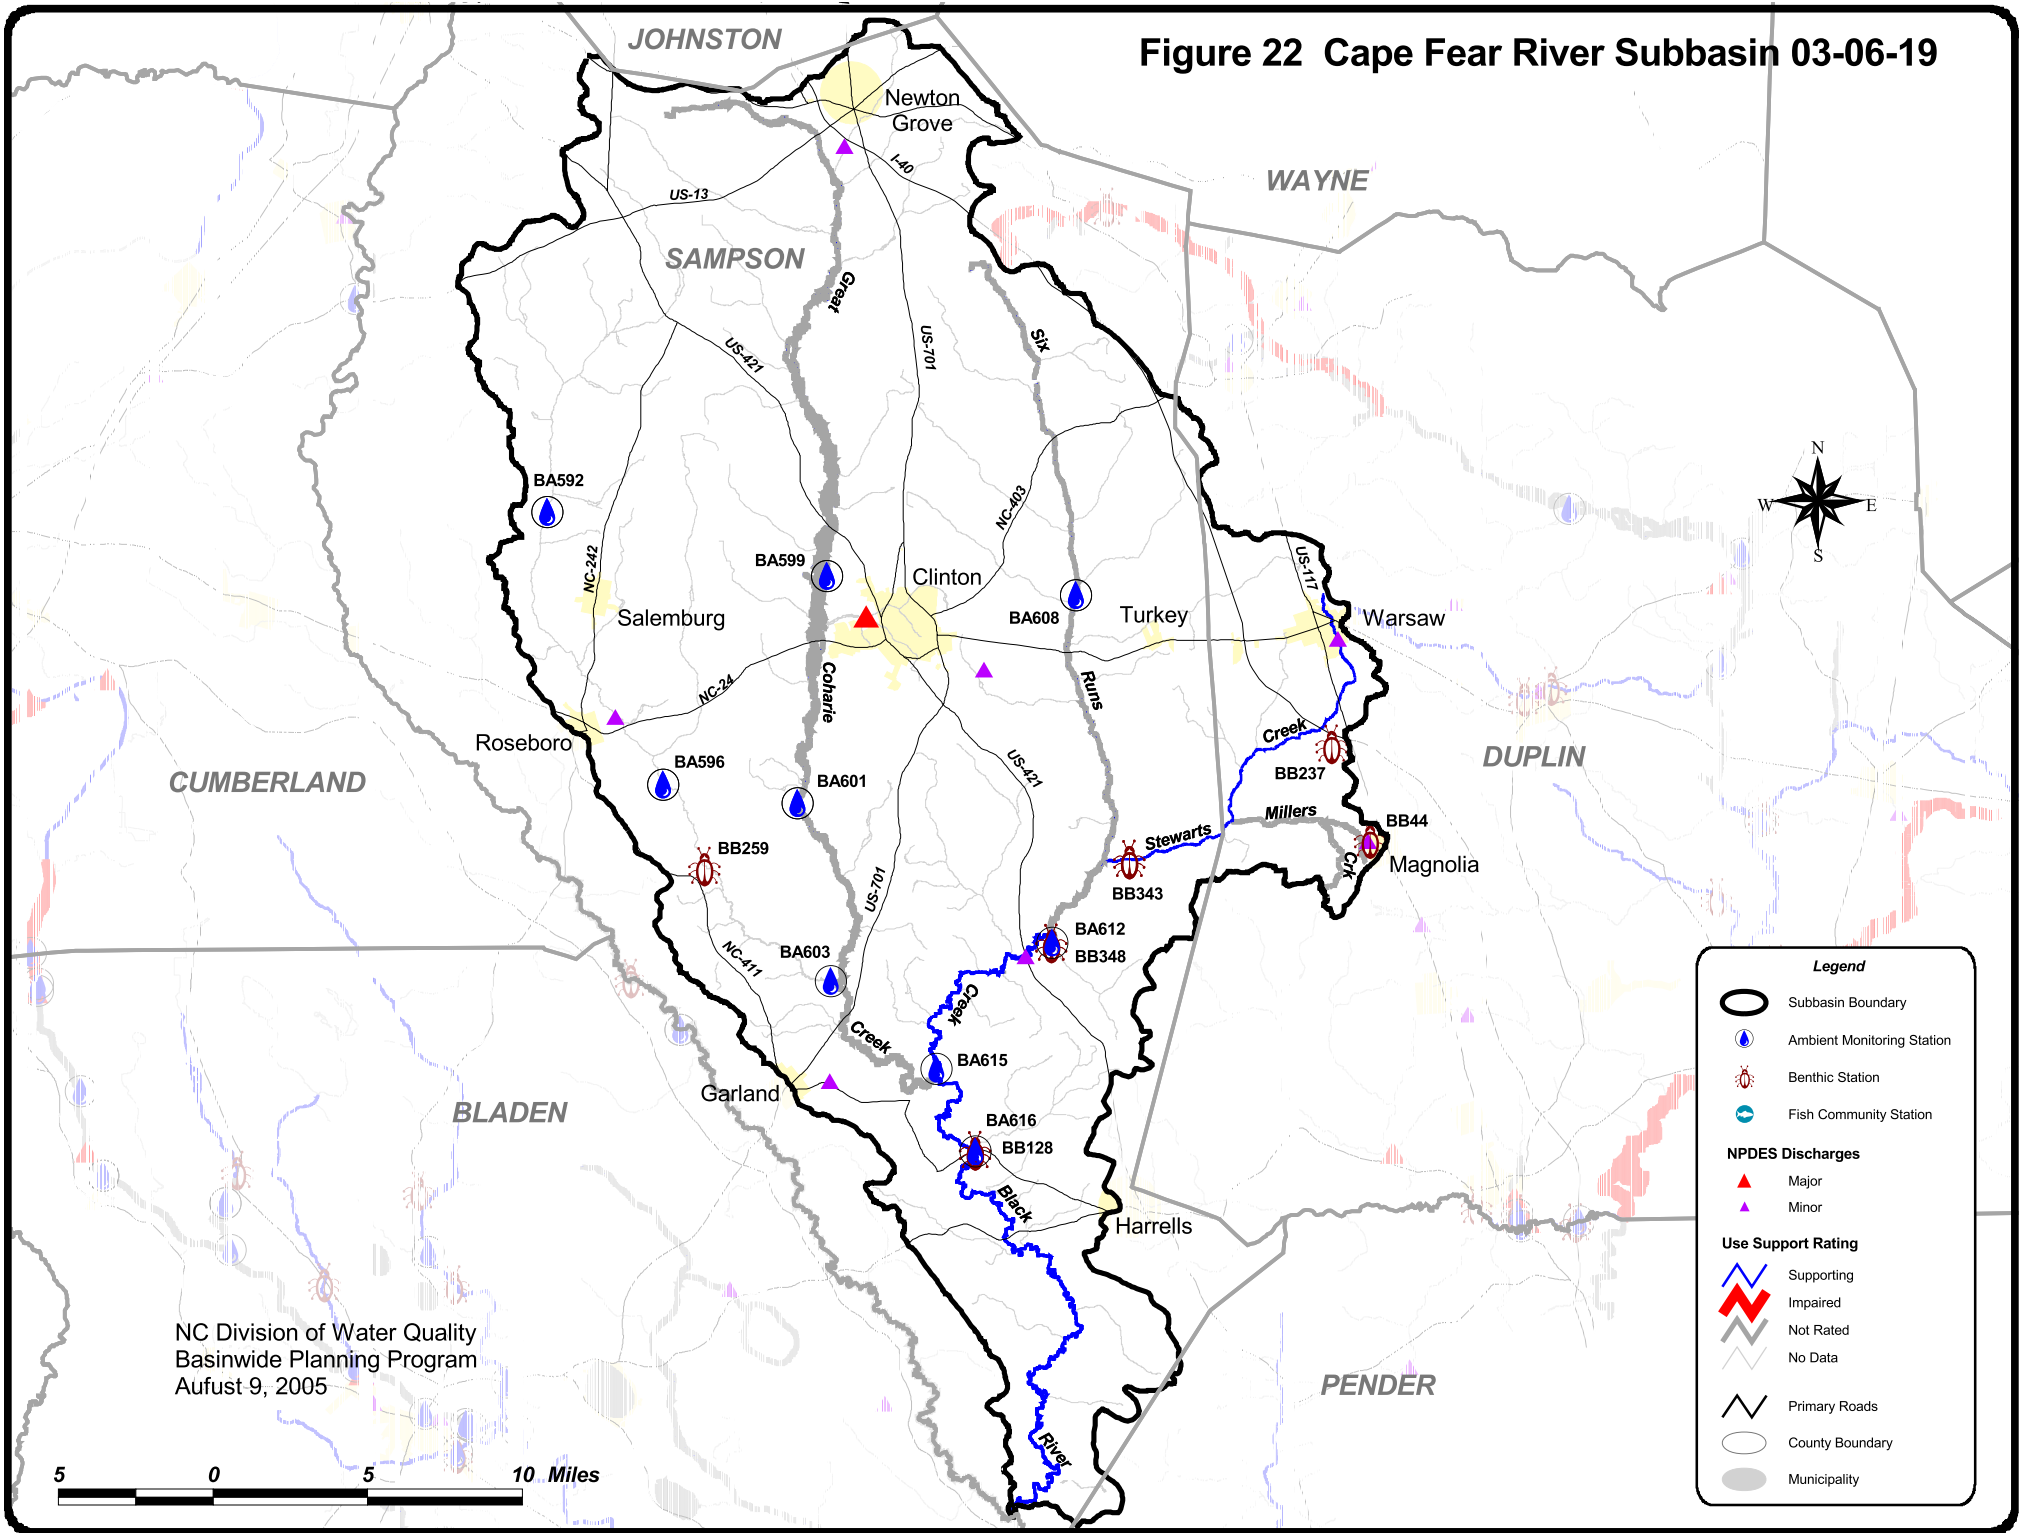 Figure 22 Cape Fear River Subbasin 03-06-19
JOHNSTON
Newton
Grove
I-40
WAYNE
US-13
SAMPSON
Great
US-421
US-701
Six
N
W
E
S
BA592
NC-403
NC-242
BA599
Clinton
US-117
Salemburg
BA608
Turkey
Warsaw
Coharie
NC-24
Runs
Roseboro
Creek
DUPLIN
CUMBERLAND
BA596
BA601
US-421
BB237
Millers
BB44
Stewarts
BB259
Crk
Magnolia
US-701
BB343
BA612
BB348
NC-411
BA603
Creek
Creek
BA615
Garland
BLADEN
BA616
BB128
Black
Harrells
PENDER
River
NC Division of Water Quality
Basinwide Planning Program
Aufust 9, 2005
5 0 5 10 Miles
Legend
Subbasin Boundary
Ambient Monitoring Station
Benthic Station
Fish Community Station
NPDES Discharges
Major
Minor
Use Support Rating
Supporting
Impaired
Not Rated
No Data
Primary Roads
County Boundary
Municipality